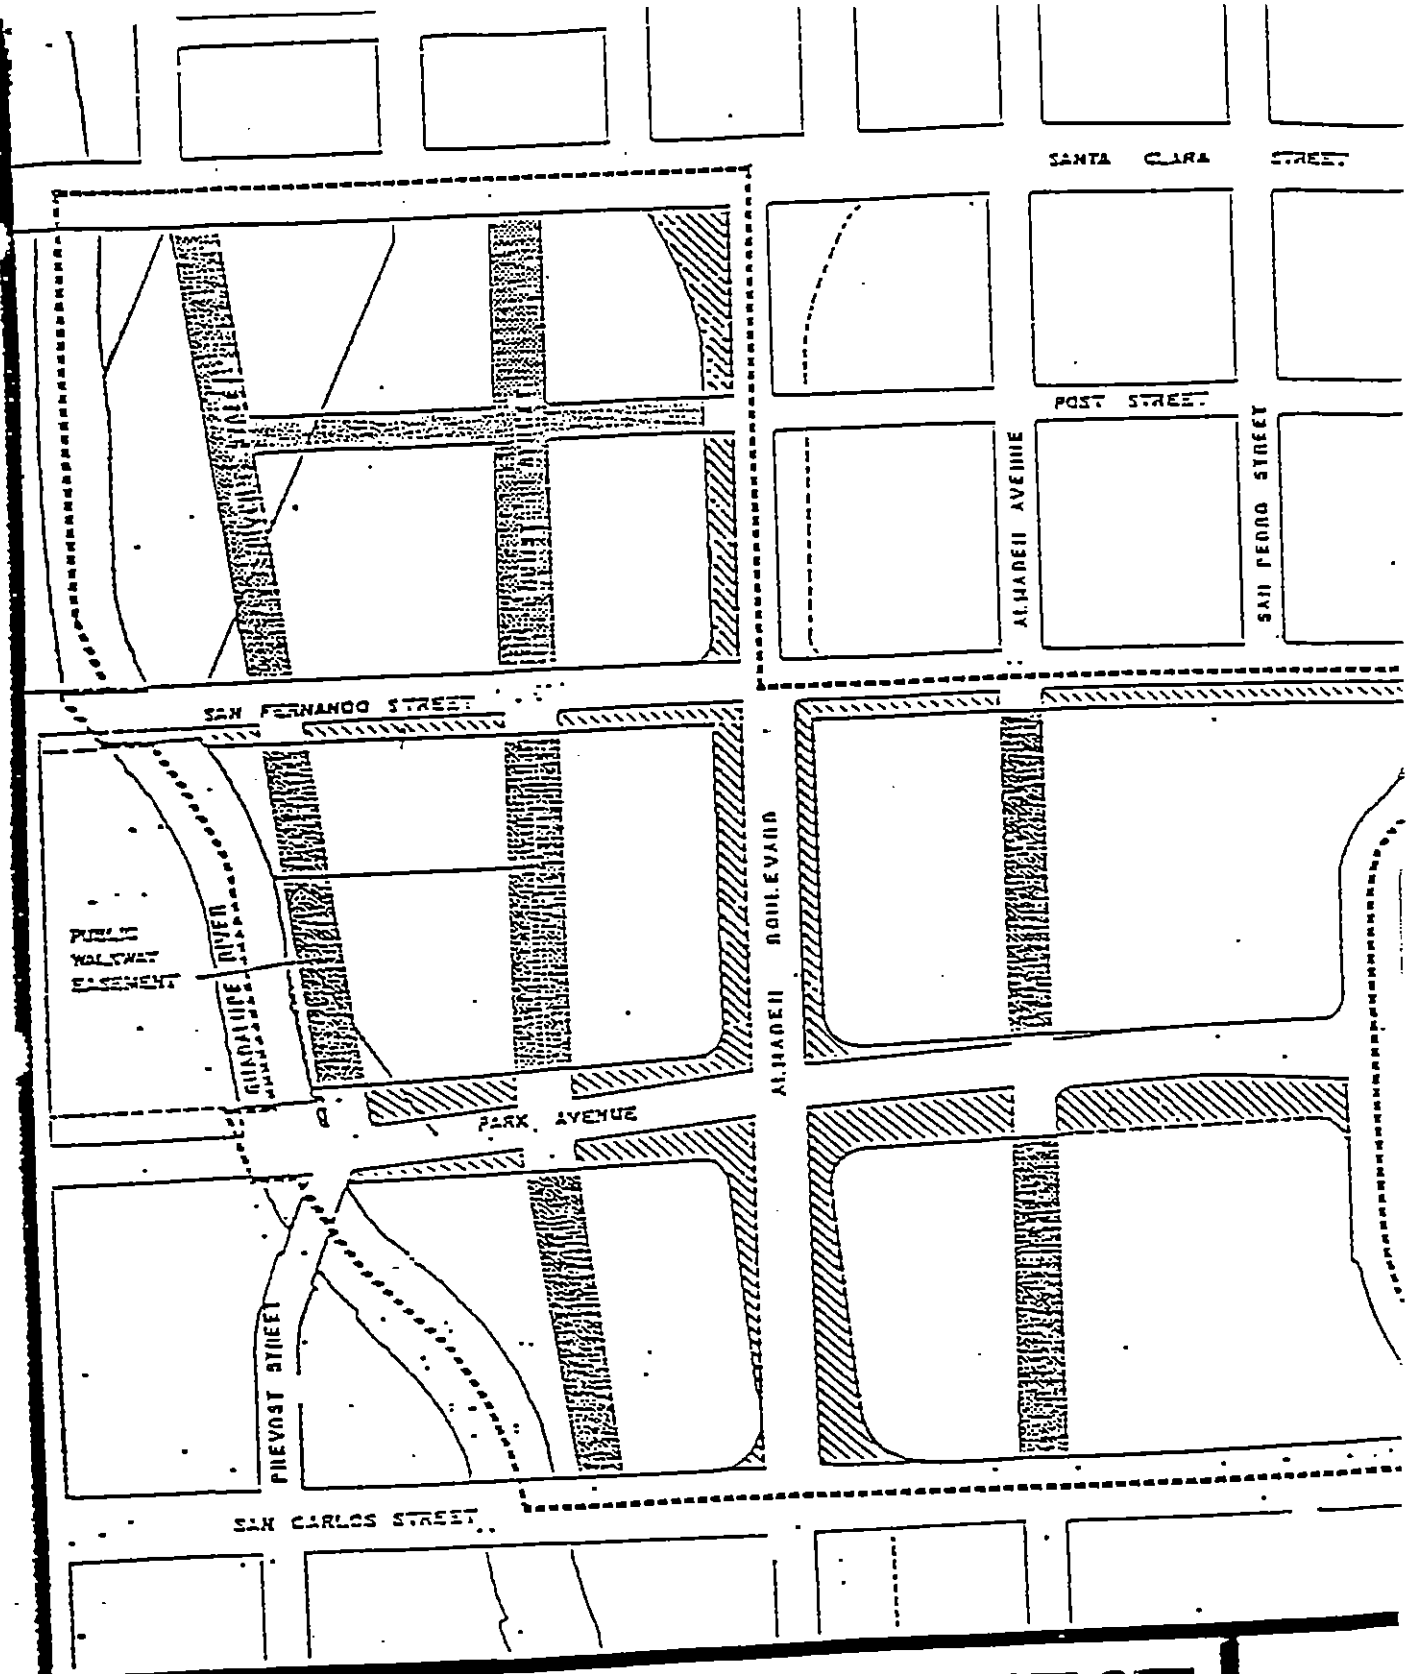 SANTA CLARA STREET
POST STREET
ALMADEN AVENUE
SAN PEDRO STREET
SAN FERNANDO STREET
ALMADEN BOULEVARD
PUBLIC
WALKWAY
EASEMENT
GUADALUPE RIVER
PARK AVENUE
PREVOST STREET
SAN CARLOS STREET